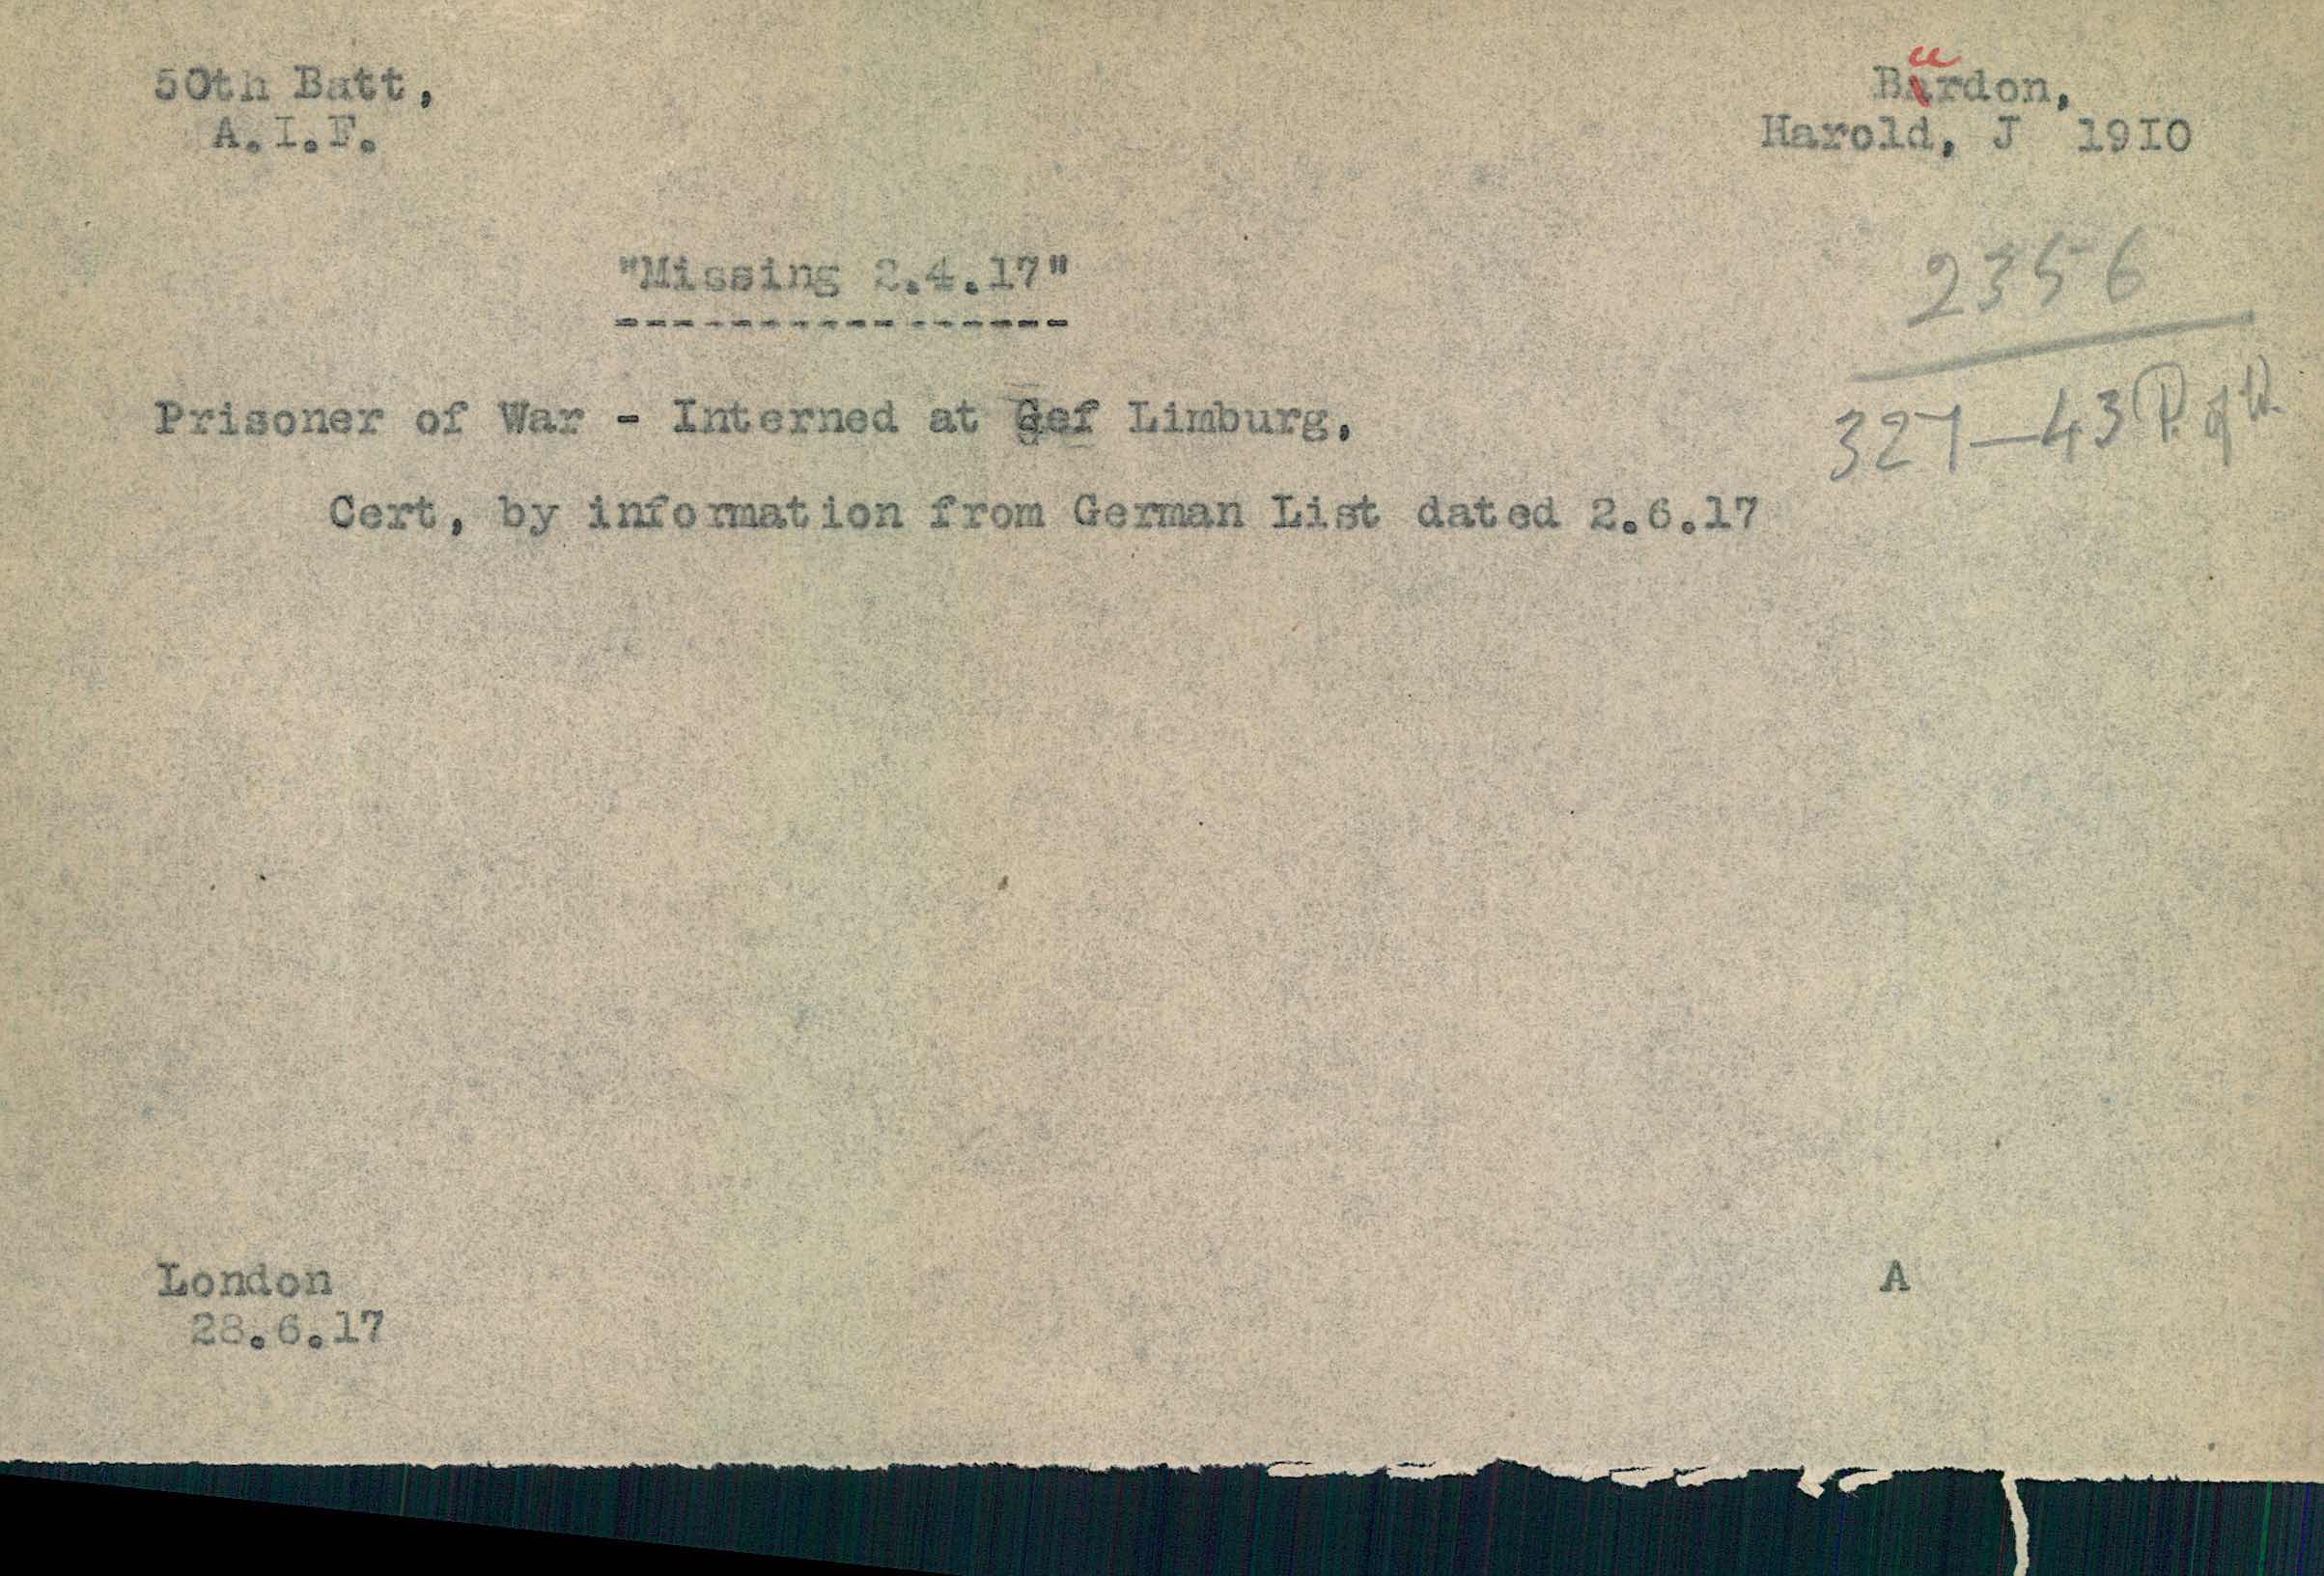 50th Batt,
A.I.F.
u
Bardon,
Harold, J 1910
"Missing 2.4.17"
-----------------
2356
Prisoner of War - Interned at Gef Limburg.
327-43 P. of W.
Cert, by information from German List dated 2.6.17
London
28.6.17
A